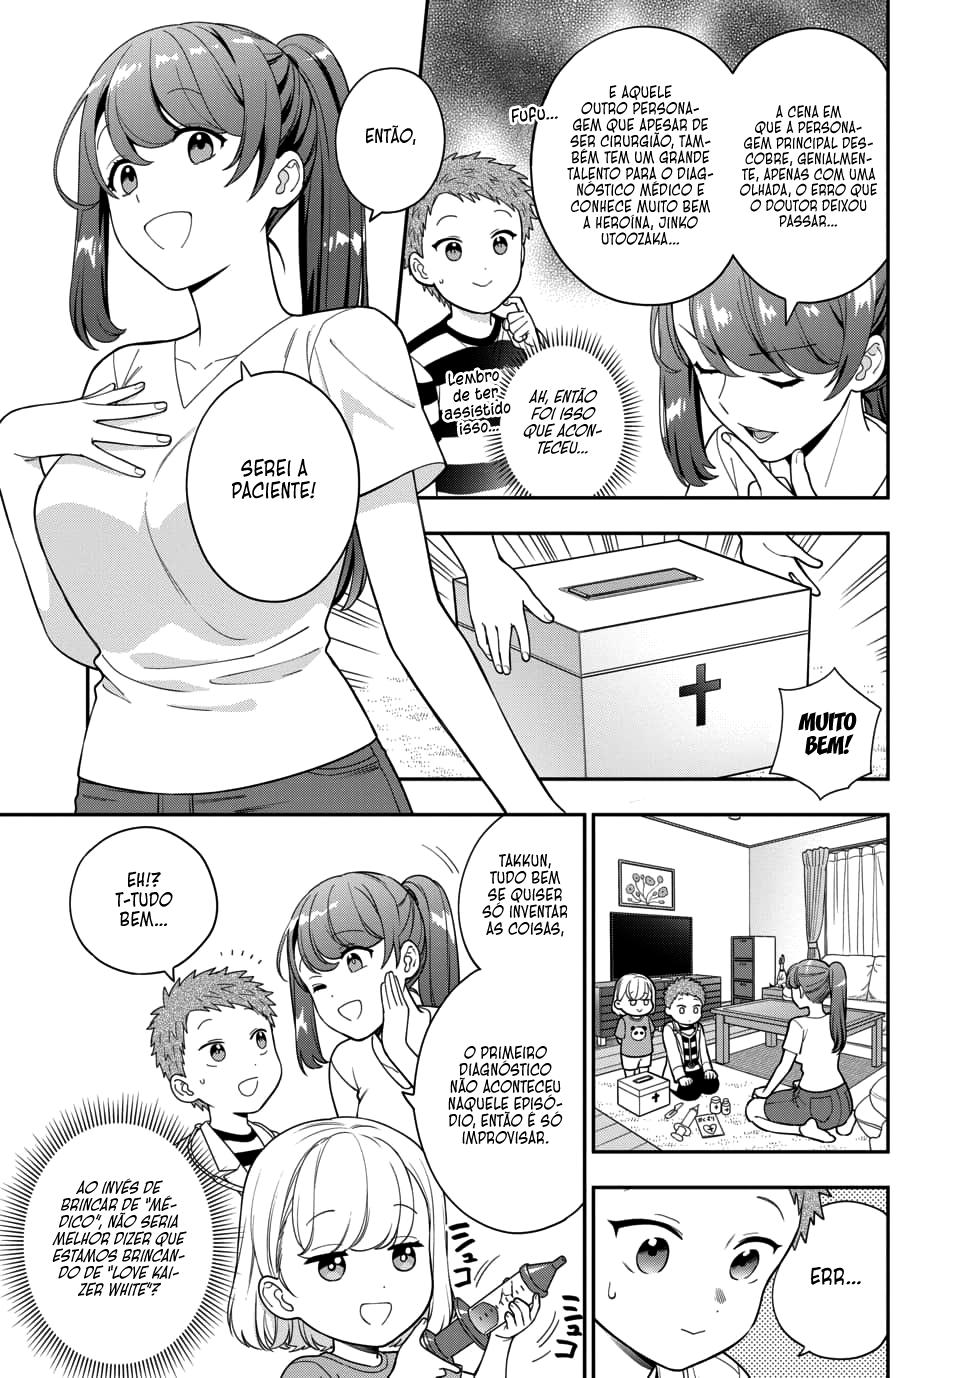 A CENA EM
QUE A PERSONA-
GEM PRINCIPAL DES-
COBRE, GENIALMEN-
TE, APENAS COM UMA
OLHADA, O ERRO QUE
O DOUTOR DEIXOU
PASSAR...
E AQUELE
OUTRO PERSONA-
GEM QUE APESAR DE
SER CIRURGIÃO, TAM-
BÉM TEM UM GRANDE
TALENTO PARA O DIAG-
NÓSTICO MÉDICO E
CONHECE MUITO BEM
A HEROÍNA, JINKO
UTOOZAKA...
FUFU...
AH, ENTÃO
FOI ISSO
QUE ACON-
TECEU...
Lembro
de ter
assistido
isso...
ENTÃO,
SEREI A
PACIENTE!
MUITO
BEM!
TAKKUN,
TUDO BEM
SE QUISER
SÓ INVENTAR
AS COISAS,
O PRIMEIRO
DIAGNÓSTICO
NÃO ACONTECEU
NAQUELE EPISÓ-
DIO, ENTÃO É SÓ
IMPROVISAR.
EH!?
T-TUDO
BEM...
AO INVÉS DE
BRINCAR DE "MÉ-
DICO", NÃO SERIA
MELHOR DIZER QUE
ESTAMOS BRINCAN-
DO DE "LOVE KAI-
ZER WHITE"?
ニコ
ニコ
ERR...